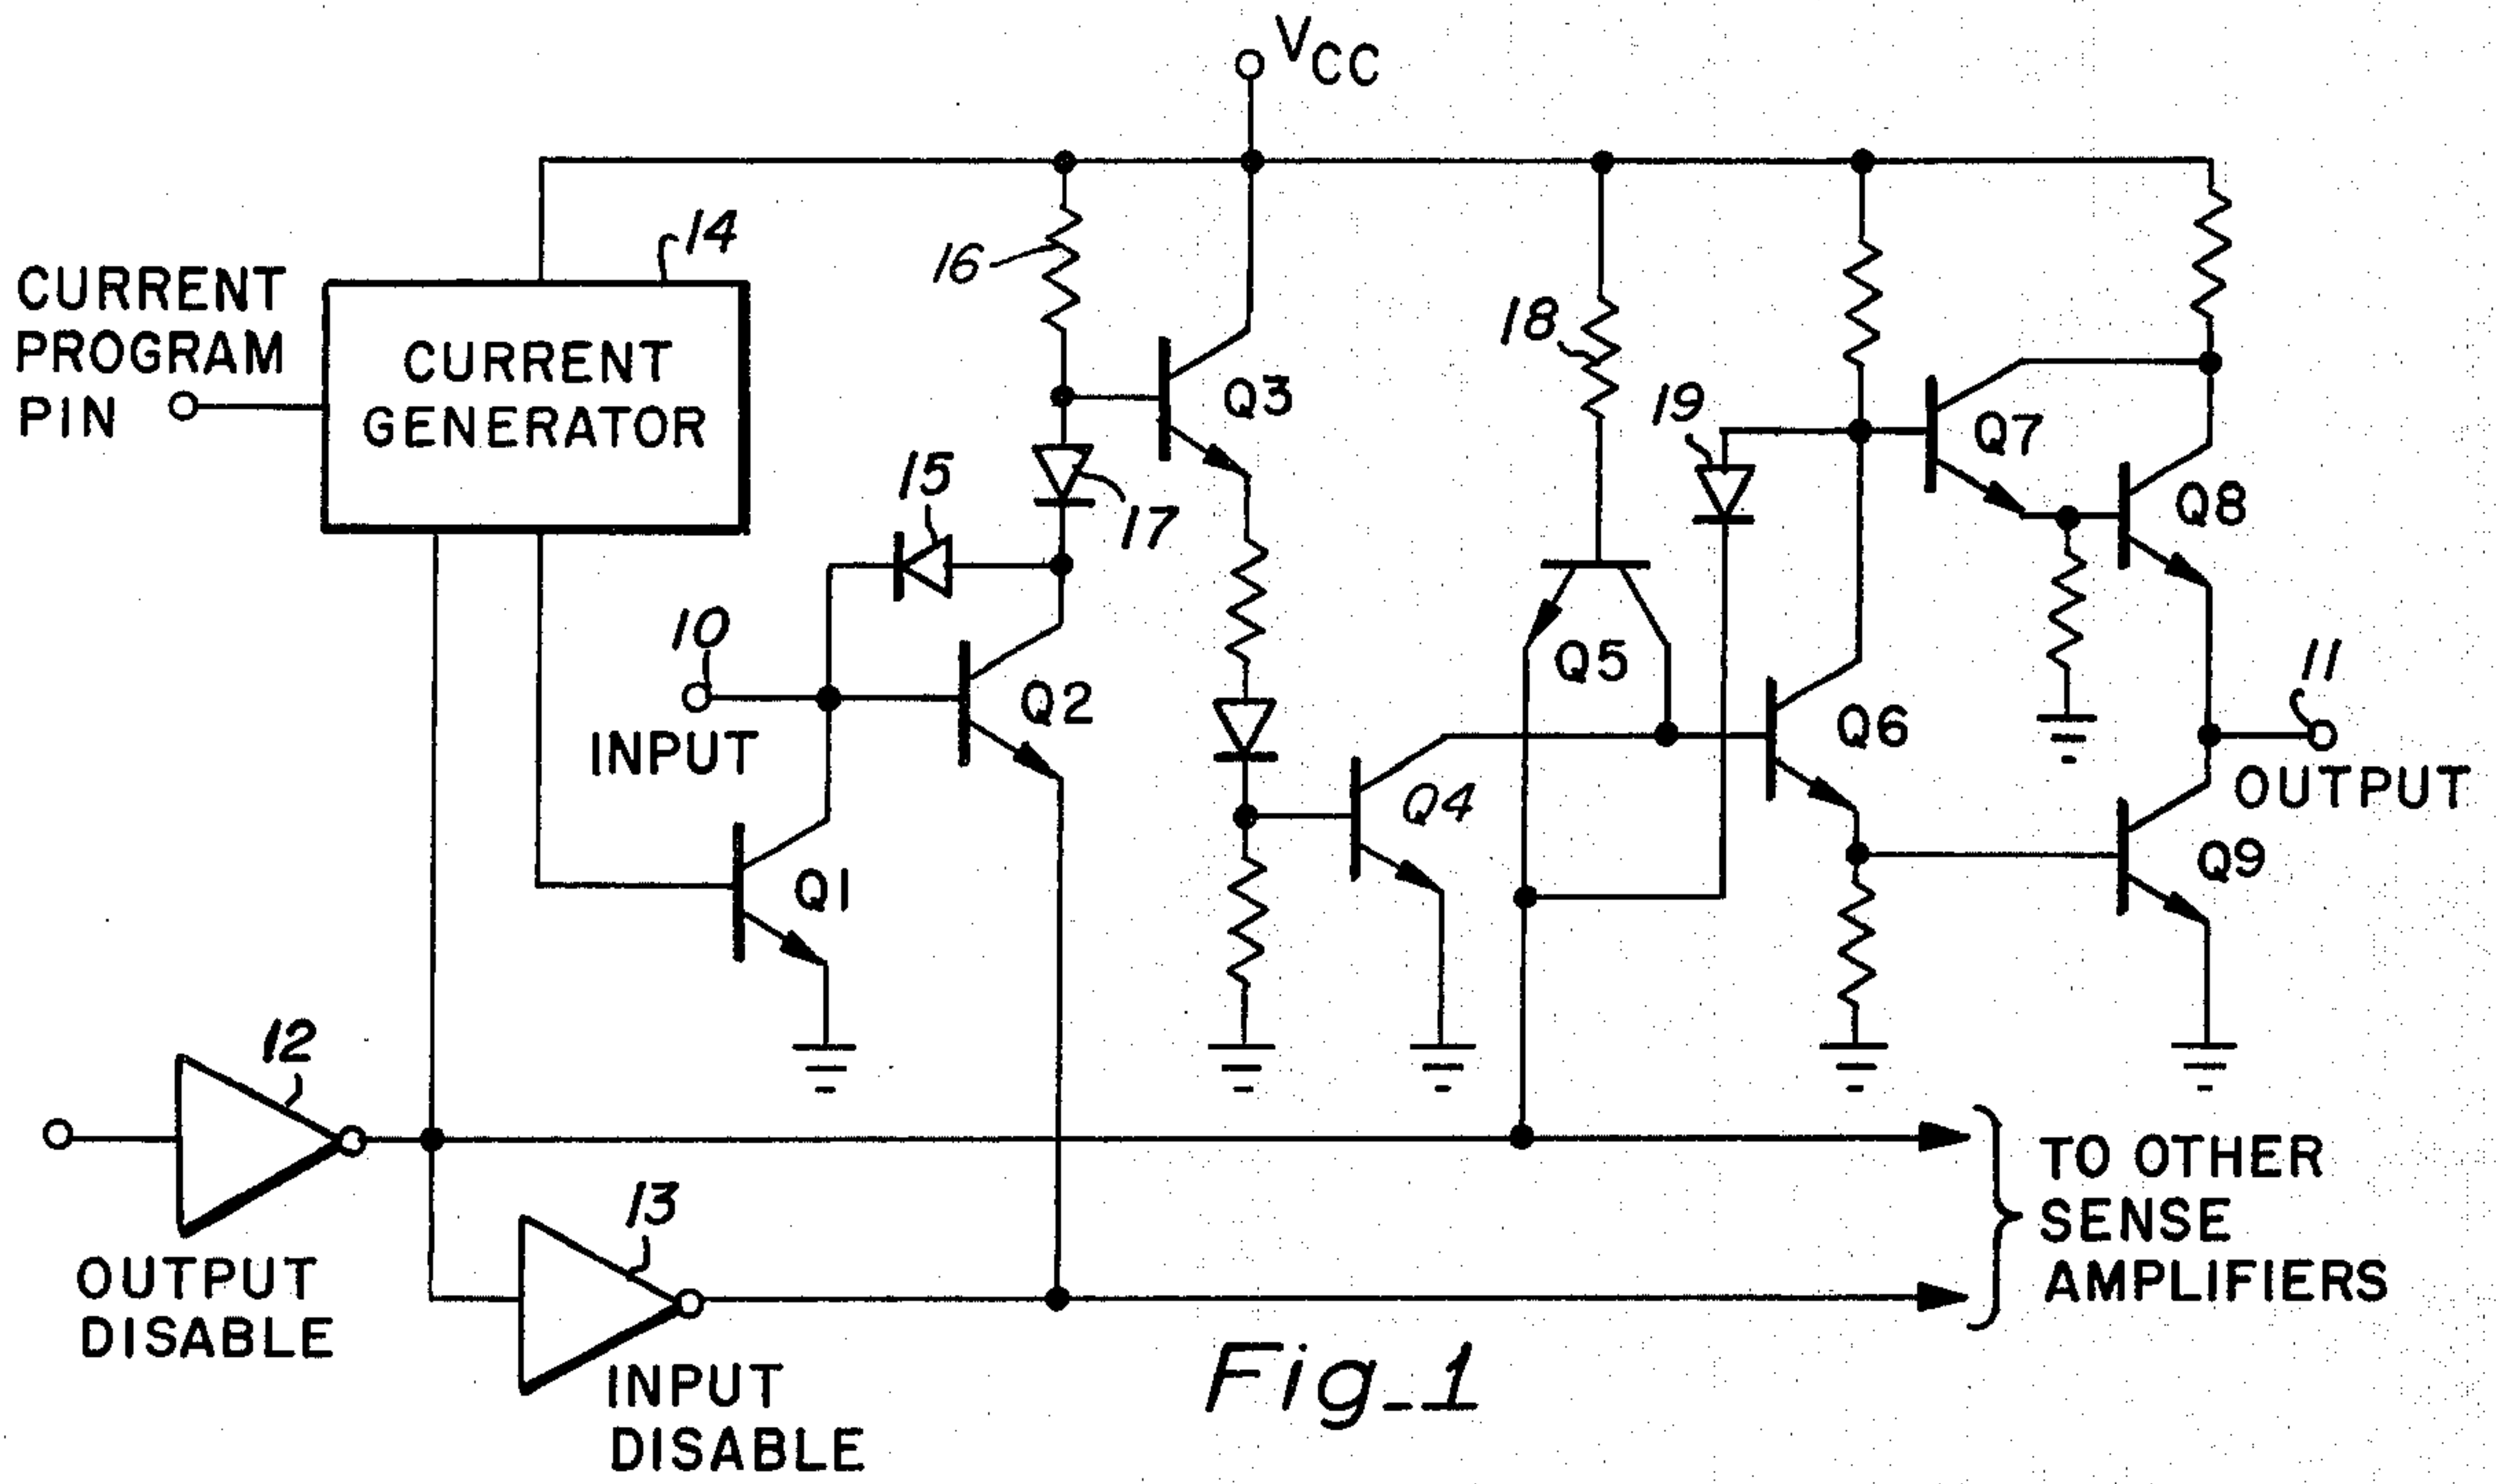 VCC
14
CURRENT
PROGRAM
PIN
CURRENT
GENERATOR
16
15
17
Q3
18
19
Q7
Q8
10
INPUT
Q2
Q5
Q6
11
OUTPUT
Q1
Q4
Q9
12
OUTPUT
DISABLE
13
INPUT
DISABLE
TO OTHER
SENSE
AMPLIFIERS
Fig_1